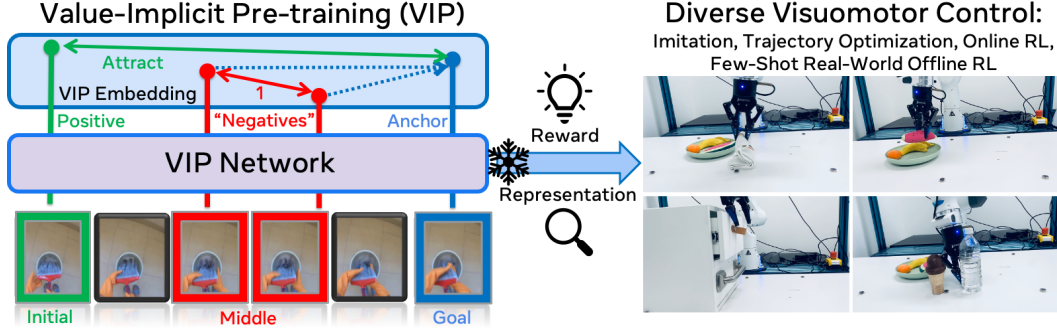 Value-Implicit Pre-training (VIP)
Attract
VIP Embedding
1
Positive
"Negatives"
Anchor
VIP Network
Initial
Middle
Goal
Reward
Representation
Diverse Visuomotor Control:
Imitation, Trajectory Optimization, Online RL,
Few-Shot Real-World Offline RL